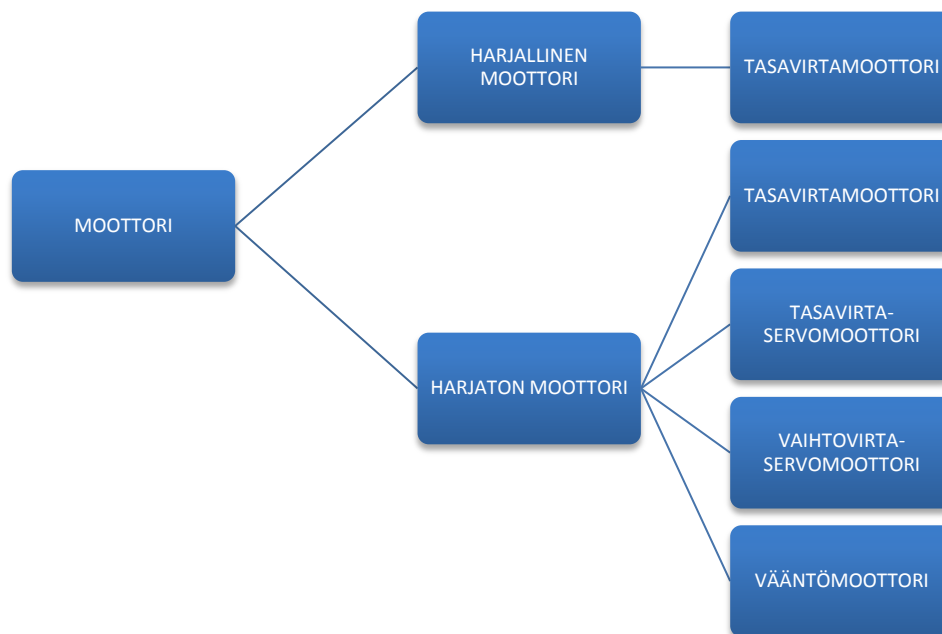 HARJALLINEN
MOOTTORI
TASAVIRTAMOOTTORI
TASAVIRTAMOOTTORI
MOOTTORI
TASAVIRTA-
SERVOMOOTTORI
HARJATON MOOTTORI
VAIHTOVIRTA-
SERVOMOOTTORI
VÄÄNTÖMOOTTORI